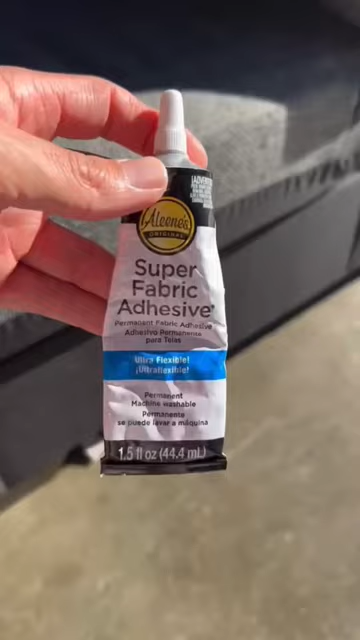 ¡ADVERT
Aleene's
ORIGINAL
Super
Fabric
Adhesive
Permanent Fabric Adhesive
Adhesivo Permanente
para Telas
Ultra Flexible!
¡Ultraflexible!
Permanent
Machine washable
Permanente
se puede lavar a máquina
1.5 fl oz (44.4 mL)